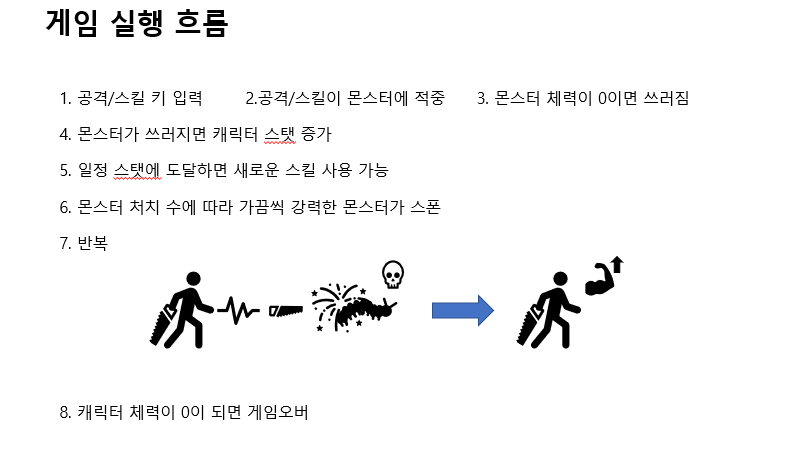 게임 실행 흐름
1. 공격/스킬 키 입력 2.공격/스킬이 몬스터에 적중 3. 몬스터 체력이 0이면 쓰러짐
4. 몬스터가 쓰러지면 캐릭터 스탯 증가
5. 일정 스탯에 도달하면 새로운 스킬 사용 가능
6. 몬스터 처치 수에 따라 가끔씩 강력한 몬스터가 스폰
7. 반복
8. 캐릭터 체력이 0이 되면 게임오버